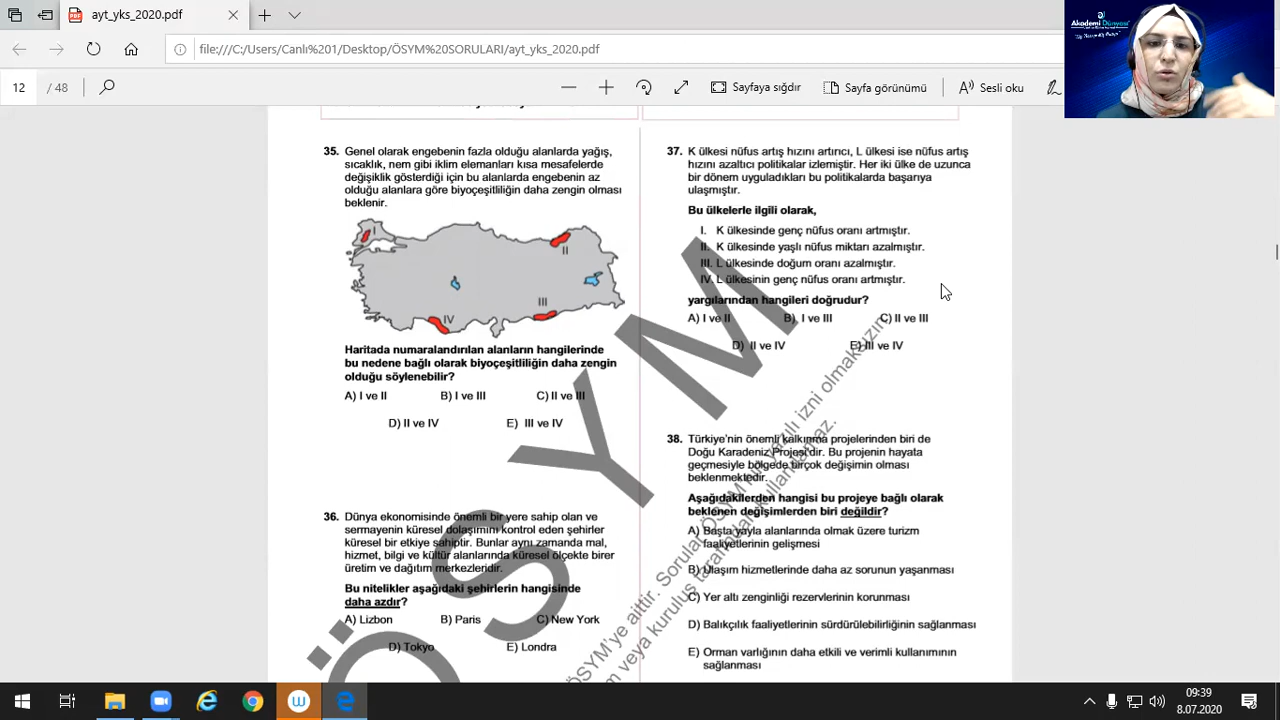 ayt_yks_2020.pdf
file:///C:/Users/Canlı%201/Desktop/ÖSYM%20SORULARI/ayt_yks_2020.pdf
12 / 48
Sayfaya sığdır
Sayfa görünümü
Sesli oku
Akademi Dünyası
35. Genel olarak engebenin fazla olduğu alanlarda yağış,
sıcaklık, nem gibi iklim elemanları kısa mesafelerde
değişiklik gösterdiği için bu alanlarda engebenin az
olduğu alanlara göre biyoçeşitliliğin daha zengin olması
beklenir.
I
II
III
IV
Haritada numaralandırılan alanların hangilerinde
bu nedene bağlı olarak biyoçeşitliliğin daha zengin
olduğu söylenebilir?
A) I ve II B) I ve III C) II ve III
D) II ve IV E) III ve IV
36. Dünya ekonomisinde önemli bir yere sahip olan ve
sermayenin küresel dolaşımını kontrol eden şehirler
küresel bir etkiye sahiptir. Bunlar aynı zamanda mal,
hizmet, bilgi ve kültür alanlarında küresel ölçekte birer
üretim ve dağıtım merkezleridir.
Bu nitelikler aşağıdaki şehirlerin hangisinde
daha azdır?
A) Lizbon B) Paris C) New York
D) Tokyo E) Londra
37. K ülkesi nüfus artış hızını artırıcı, L ülkesi ise nüfus artış
hızını azaltıcı politikalar izlemiştir. Her iki ülke de uzunca
bir dönem uyguladıkları bu politikalarda başarıya
ulaşmıştır.
Bu ülkelerle ilgili olarak,
I. K ülkesinde genç nüfus oranı artmıştır.
II. K ülkesinde yaşlı nüfus miktarı azalmıştır.
III. L ülkesinde doğum oranı azalmıştır.
IV. L ülkesinin genç nüfus oranı artmıştır.
yargılarından hangileri doğrudur?
A) I ve II B) I ve III C) II ve III
D) II ve IV E) III ve IV
38. Türkiye'nin önemli kalkınma projelerinden biri de
Doğu Karadeniz Projesi'dir. Bu projenin hayata
geçmesiyle bölgede birçok değişimin olması
beklenmektedir.
Aşağıdakilerden hangisi bu projeye bağlı olarak
beklenen değişimlerden biri değildir?
A) Başta yayla alanlarında olmak üzere turizm
faaliyetlerinin gelişmesi
B) Ulaşım hizmetlerinde daha az sorunun yaşanması
C) Yer altı zenginliği rezervlerinin korunması
D) Balıkçılık faaliyetlerinin sürdürülebilirliğinin sağlanması
E) Orman varlığının daha etkili ve verimli kullanımının
sağlanması
ÖSYM
09:39
8.07.2020